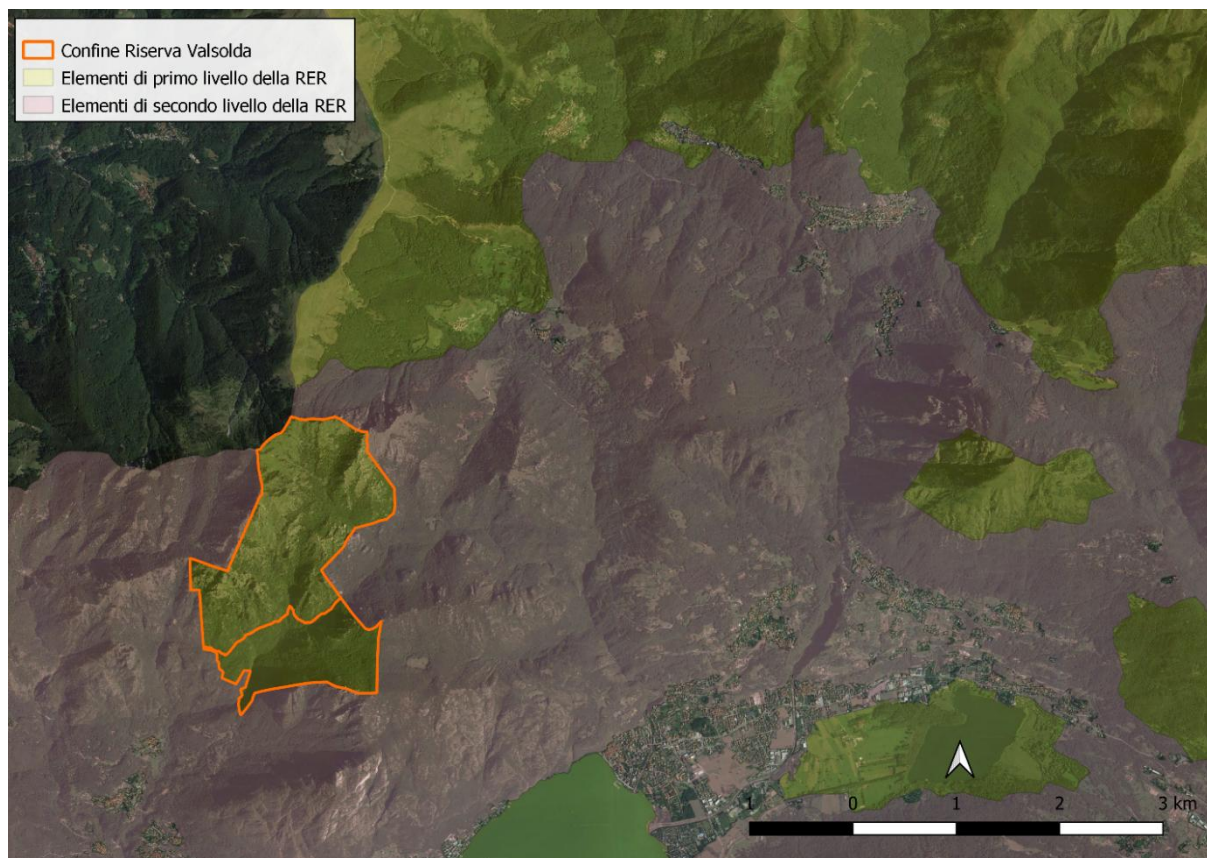 Confine Riserva Valsolda
Elementi di primo livello della RER
Elementi di secondo livello della RER
1 0 1 2 3 km